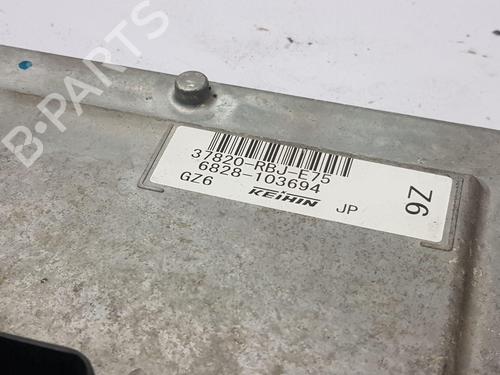 B-PARTS
37820-RBJ-E75
6828-103694
GZ6 KEIHIN JP
9Z